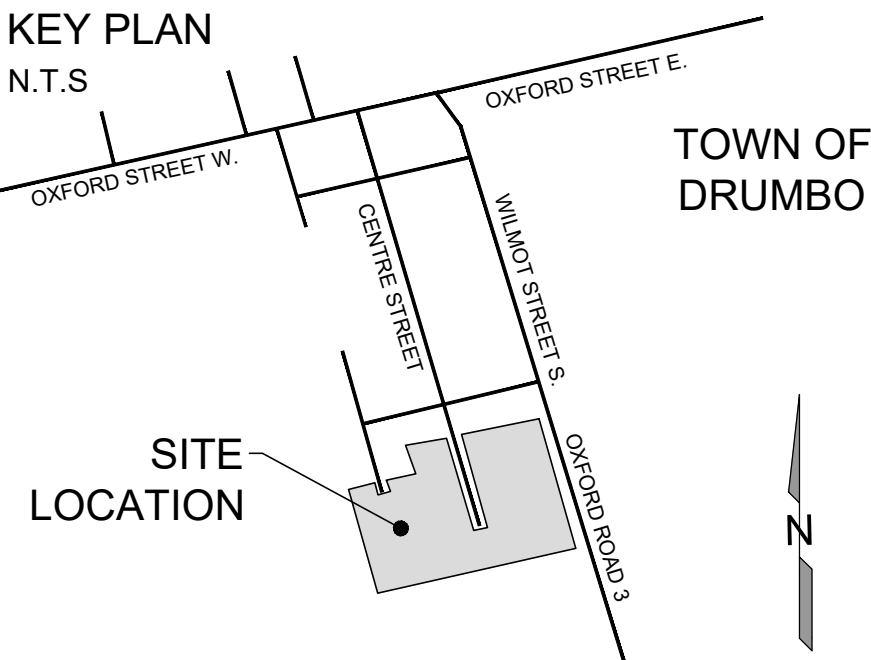 KEY PLAN
N.T.S
OXFORD STREET E.
OXFORD STREET W.
TOWN OF
DRUMBO
CENTRE STREET
WILMOT STREET S.
SITE
LOCATION
OXFORD ROAD 3
N